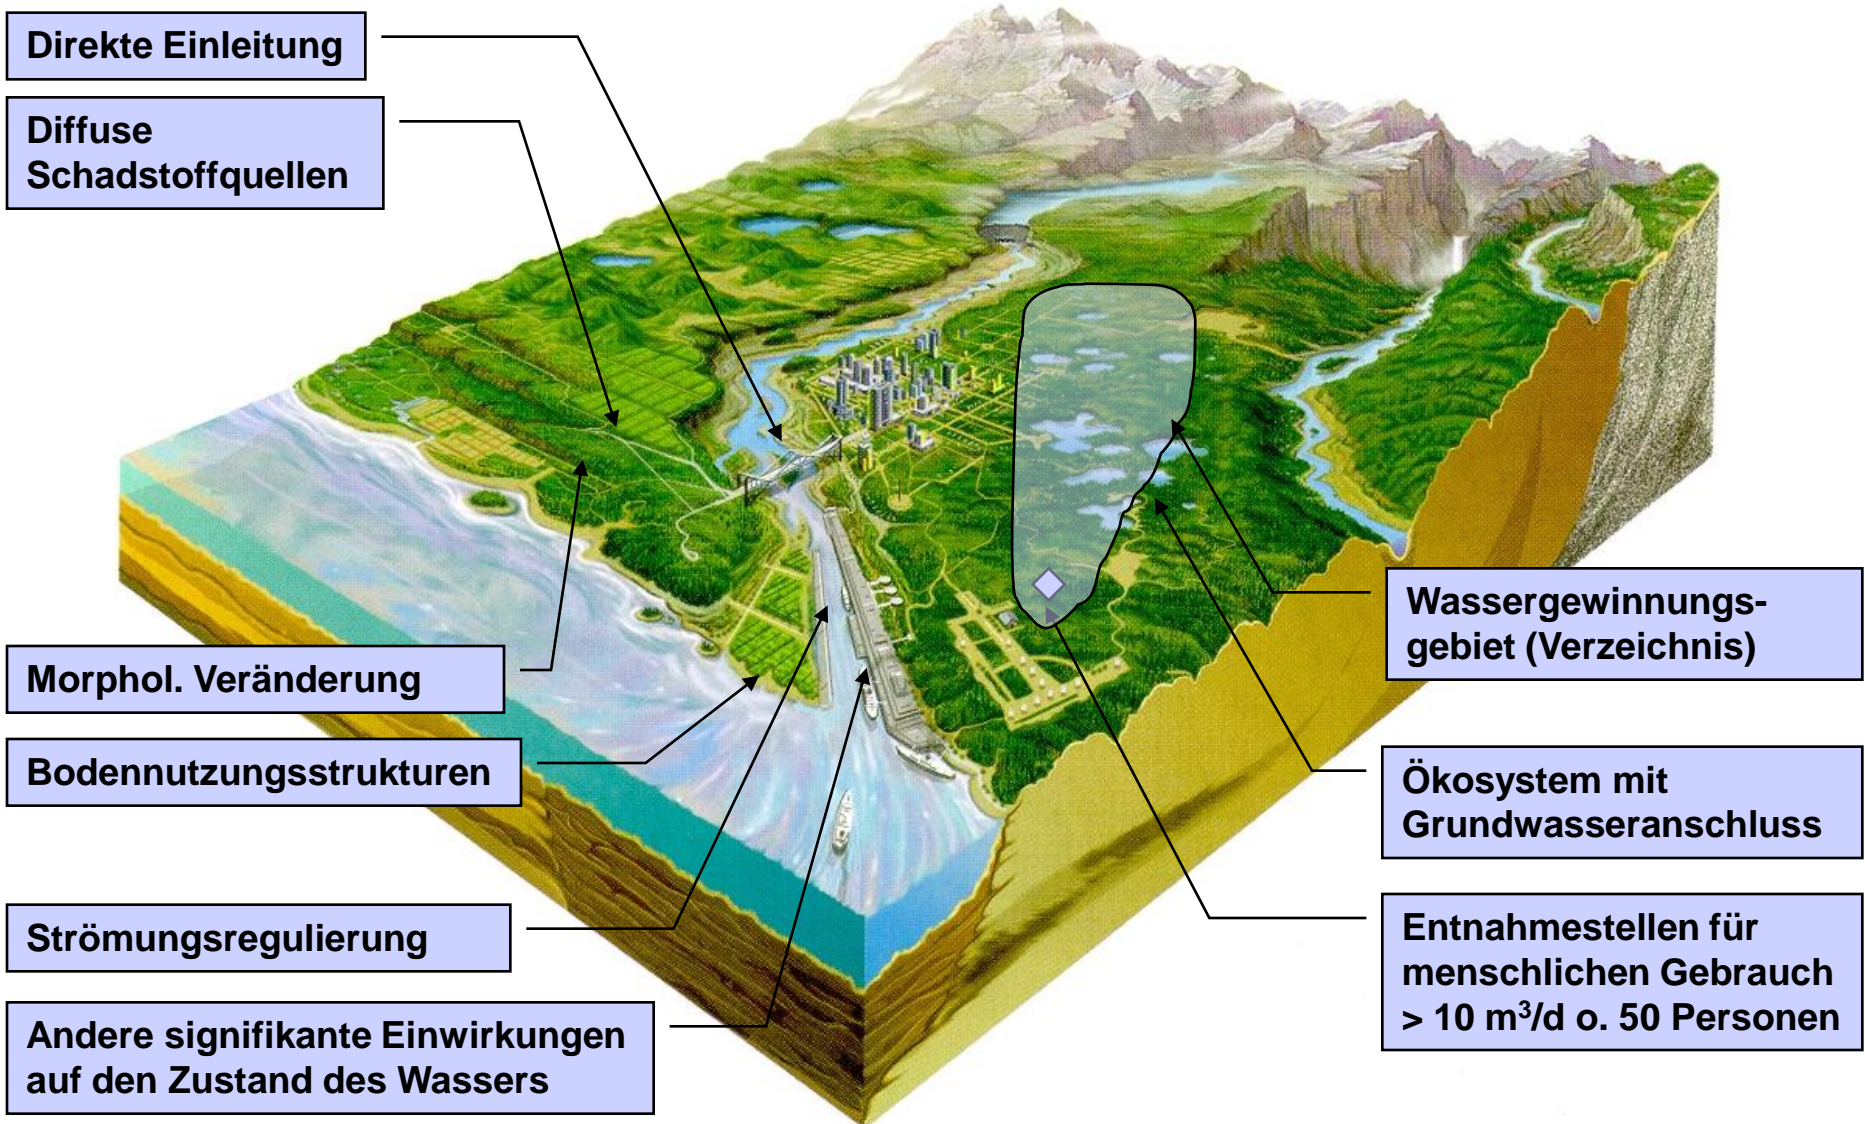 Direkte Einleitung
Diffuse
Schadstoffquellen
Morphol. Veränderung
Bodennutzungsstrukturen
Strömungsregulierung
Andere signifikante Einwirkungen
auf den Zustand des Wassers
Wassergewinnungs-
gebiet (Verzeichnis)
Ökosystem mit
Grundwasseranschluss
Entnahmestellen für
menschlichen Gebrauch
> 10 m³/d o. 50 Personen